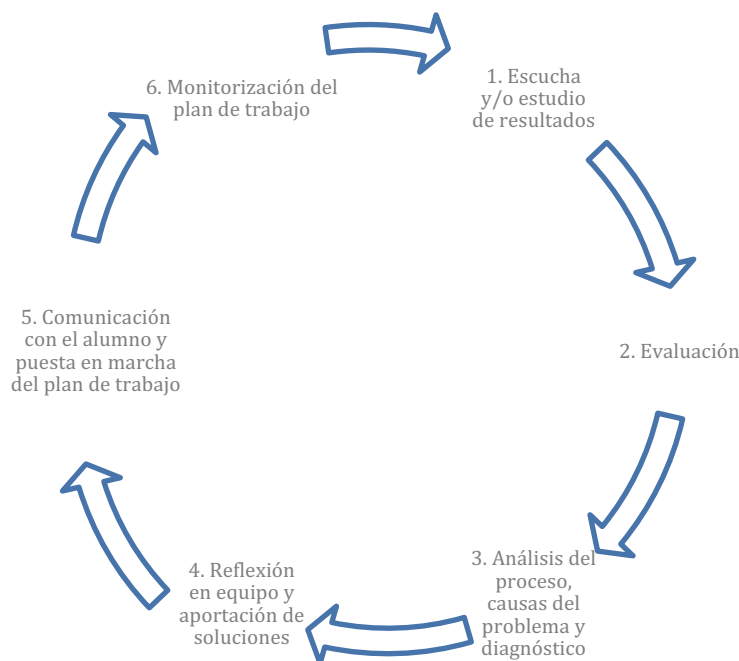 1. Escucha
y/o estudio
de resultados
2. Evaluación
3. Análisis del
proceso,
causas del
problema y
diagnóstico
4. Reflexión
en equipo y
aportación de
soluciones
5. Comunicación
con el alumno y
puesta en marcha
del plan de trabajo
6. Monitorización del
plan de trabajo